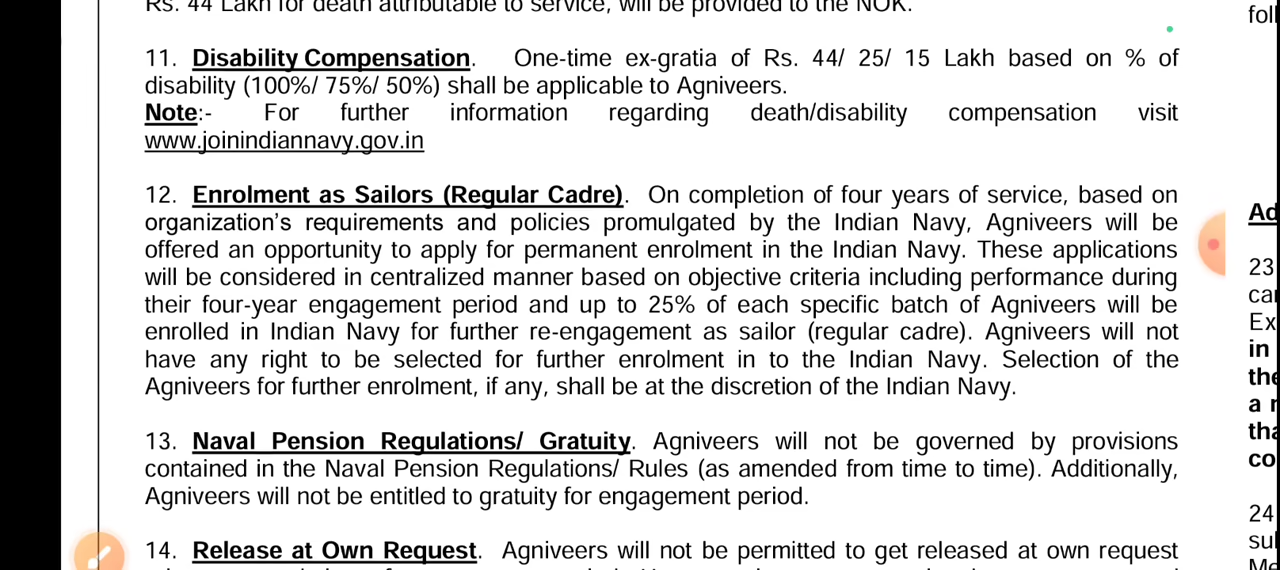 Rs. 44 Lakh for death attributable to service, will be provided to the NOK.
11. Disability Compensation. One-time ex-gratia of Rs. 44/ 25/ 15 Lakh based on % of
disability (100%/ 75%/ 50%) shall be applicable to Agniveers.
Note:- For further information regarding death/disability compensation visit
www.joinindiannavy.gov.in
12. Enrolment as Sailors (Regular Cadre). On completion of four years of service, based on
organization's requirements and policies promulgated by the Indian Navy, Agniveers will be
offered an opportunity to apply for permanent enrolment in the Indian Navy. These applications
will be considered in centralized manner based on objective criteria including performance during
their four-year engagement period and up to 25% of each specific batch of Agniveers will be
enrolled in Indian Navy for further re-engagement as sailor (regular cadre). Agniveers will not
have any right to be selected for further enrolment in to the Indian Navy. Selection of the
Agniveers for further enrolment, if any, shall be at the discretion of the Indian Navy.
13. Naval Pension Regulations/ Gratuity. Agniveers will not be governed by provisions
contained in the Naval Pension Regulations/ Rules (as amended from time to time). Additionally,
Agniveers will not be entitled to gratuity for engagement period.
14. Release at Own Request. Agniveers will not be permitted to get released at own request
23
in
24